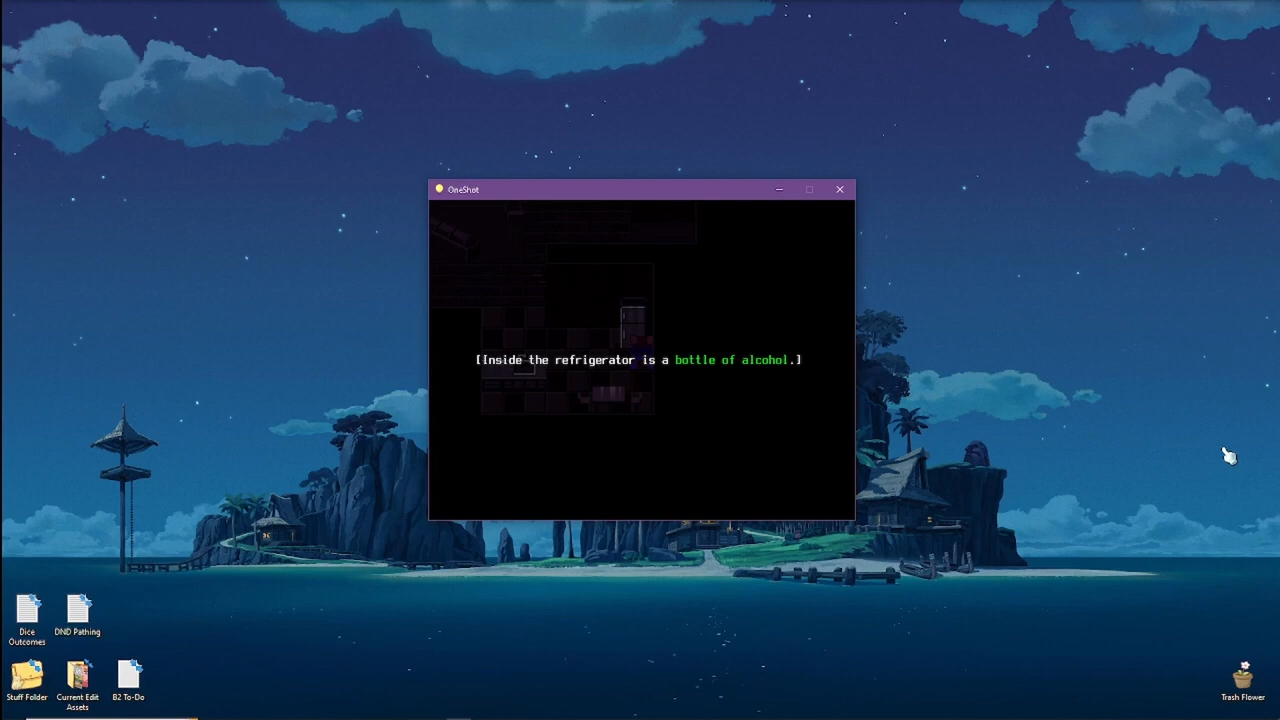 OneShot
[Inside the refrigerator is a bottle of alcohol.]
Dice
Outcomes
DND Pathing
Stuff Folder
Current Edit
Assets
B2 To-Do
Trash Flower